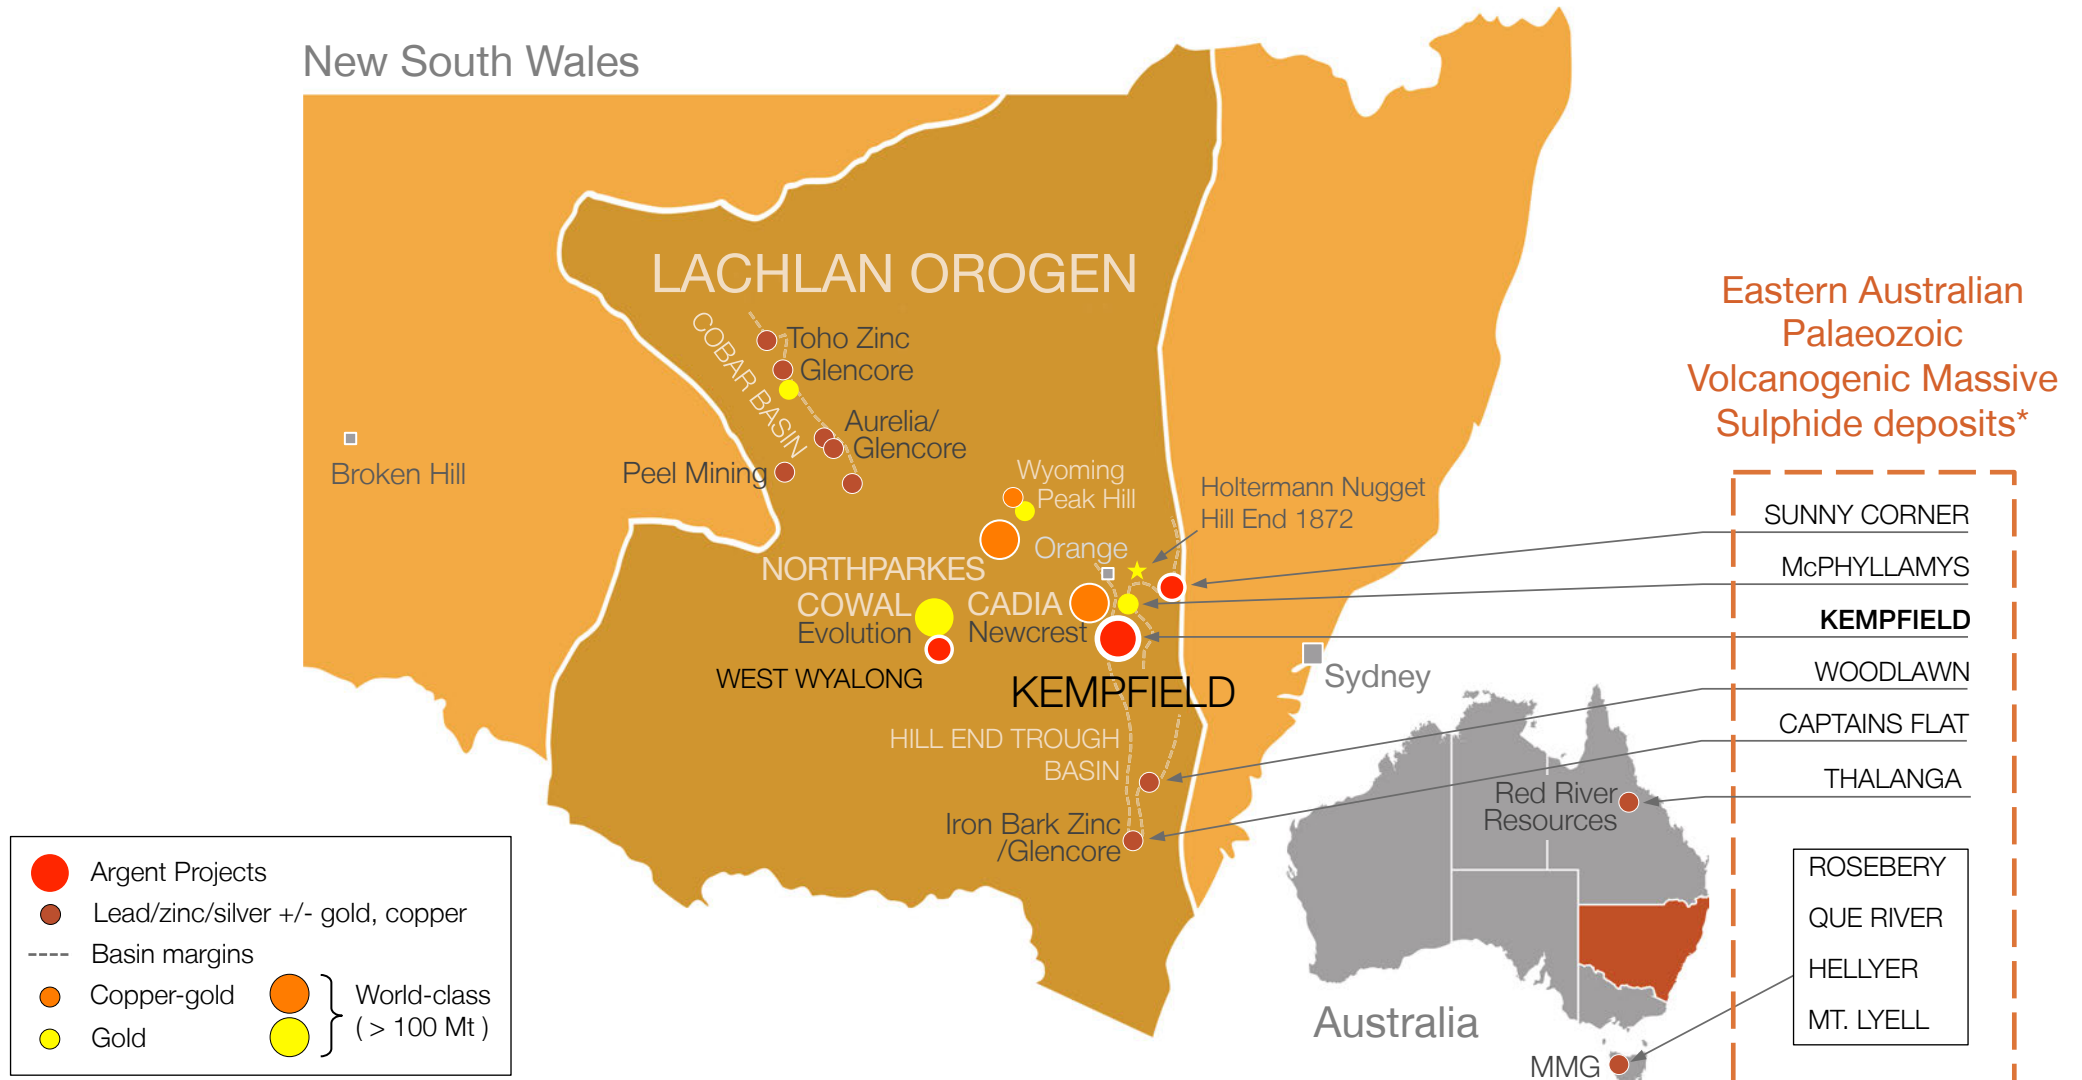 New South Wales
LACHLAN OROGEN
COBAR BASIN
Toho Zinc
Glencore
Aurelia/
Glencore
Peel Mining
Broken Hill
Wyoming
Peak Hill
Holtermann Nugget
Hill End 1872
Orange
NORTHPARKES
COWAL
Evolution
CADIA
Newcrest
WEST WYALONG
KEMPFIELD
Sydney
HILL END TROUGH
BASIN
Iron Bark Zinc
/Glencore
Eastern Australian
Palaeozoic
Volcanogenic Massive
Sulphide deposits*
SUNNY CORNER
McPHYLLAMYS
KEMPFIELD
WOODLAWN
CAPTAINS FLAT
THALANGA
Red River
Resources
ROSEBERY
QUE RIVER
HELLYER
MT. LYELL
Australia
MMG
Argent Projects
Lead/zinc/silver +/- gold, copper
Basin margins
Copper-gold
Gold
World-class
( > 100 Mt )